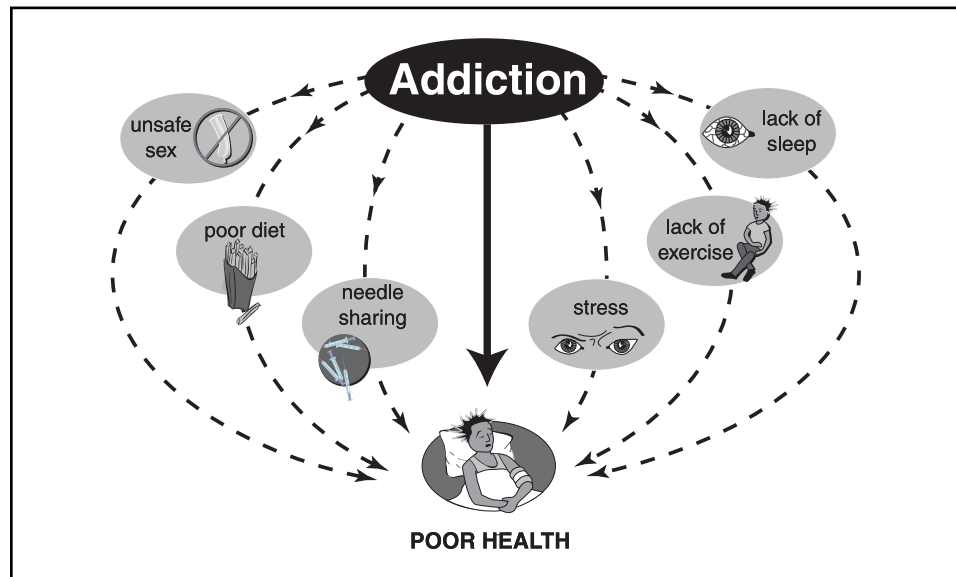 Addiction
unsafe
sex
lack of
sleep
poor diet
lack of
exercise
needle
sharing
stress
POOR HEALTH